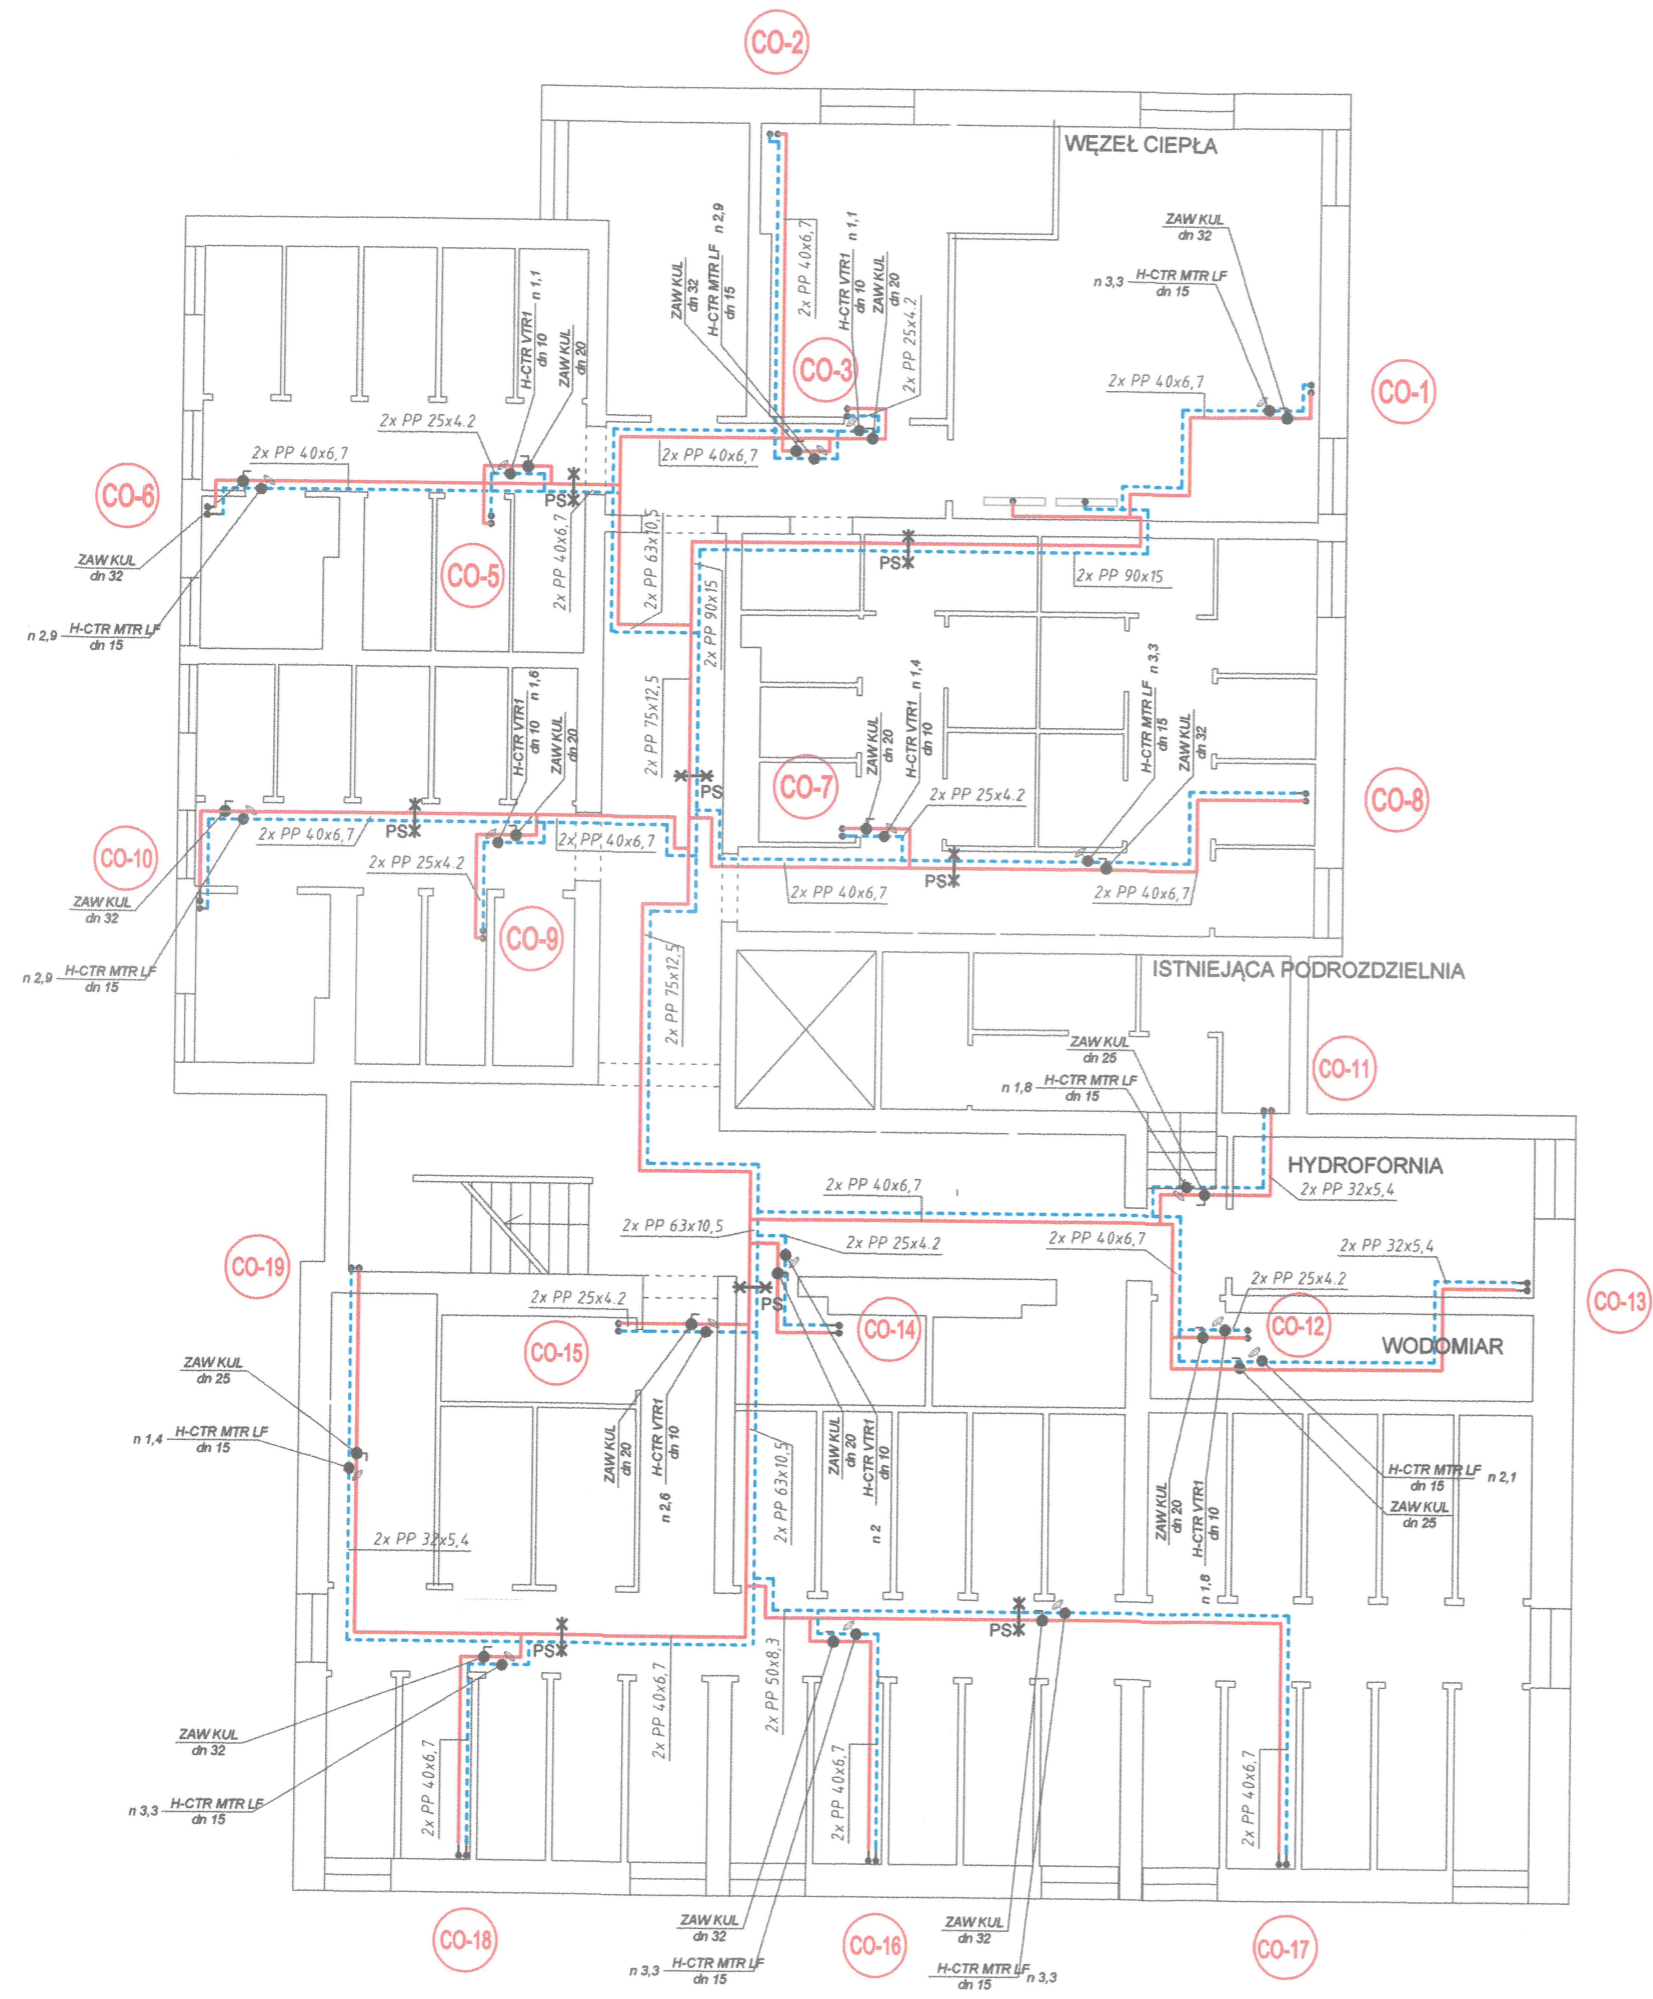 CO-2
WĘZEŁ CIEPŁA
ZAW KUL
dn 32
n 3,3 H-CTR MTR LF
dn 15
2x PP 40x6,7
CO-1
ZAW KUL
dn 32
H-CTR MTR LF n 2,9
dn 15
2x PP 40x6,7
H-CTR VTR1 n 1,1
dn 10
ZAW KUL
dn 20
2x PP 25x4.2
CO-3
2x PP 40x6,7
H-CTR VTR1 n 1,1
dn 10
ZAW KUL
dn 20
2x PP 25x4.2
2x PP 40x6,7
CO-6
PS
CO-5
2x PP 40x6,7
2x PP 63x10,5
2x PP 90x15
PS
2x PP 90x15
ZAW KUL
dn 32
n 2,9 H-CTR MTR LF
dn 15
2x PP 75x12,5
PS
H-CTR VTR1 n 1,6
dn 10
ZAW KUL
dn 20
CO-7
ZAW KUL
dn 20
H-CTR VTR1 n 1,4
dn 10
2x PP 25x4.2
H-CTR MTR LF n 3,3
dn 15
ZAW KUL
dn 32
CO-8
PS
2x PP 40x6,7
2x PP 40x6,7
CO-10
2x PP 40x6,7
PS
2x PP 25x4.2
2x PP 40x6,7
CO-9
ZAW KUL
dn 32
n 2,9 H-CTR MTR LF
dn 15
2x PP 75x12,5
ISTNIEJĄCA PODROZDZIELNIA
ZAW KUL
dn 25
n 1,8 H-CTR MTR LF
dn 15
CO-11
HYDROFORNIA
2x PP 32x5,4
2x PP 40x6,7
2x PP 63x10,5
2x PP 25x4.2
2x PP 40x6,7
2x PP 32x5,4
2x PP 25x4.2
CO-13
CO-12
WODOMIAR
CO-19
2x PP 25x4.2
CO-15
PS
CO-14
ZAW KUL
dn 25
n 1,4 H-CTR MTR LF
dn 15
2x PP 32x5,4
ZAW KUL
dn 20
H-CTR VTR1
dn 10
n 2,6
2x PP 63x10,5
ZAW KUL
dn 20
H-CTR VTR1
dn 10
n 2
ZAW KUL
dn 20
H-CTR VTR1
dn 10
n 1,8
H-CTR MTR LF n 2,1
dn 15
ZAW KUL
dn 25
PS
PS
2x PP 40x6,7
2x PP 50x8,3
ZAW KUL
dn 32
n 3,3 H-CTR MTR LF
dn 15
2x PP 40x6,7
2x PP 40x6,7
2x PP 40x6,7
CO-18
ZAW KUL
dn 32
n 3,3 H-CTR MTR LF
dn 15
CO-16
ZAW KUL
dn 32
H-CTR MTR LF n 3,3
dn 15
CO-17